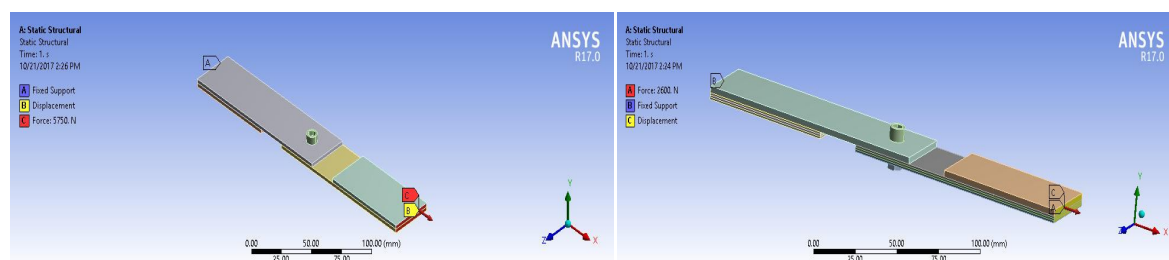 A: Static Structural
Static Structural
Time: 1. s
10/21/2017 2:26 PM
A Fixed Support
B Displacement
C Force: 5750. N
ANSYS
R17.0
A
C
B
Y
Z
X
0.00 50.00 100.00 (mm)
25.00 75.00
A: Static Structural
Static Structural
Time: 1. s
10/21/2017 2:24 PM
A Force: 2600. N
B Fixed Support
C Displacement
ANSYS
R17.0
B
C
A
Y
Z
X
0.00 50.00 100.00 (mm)
25.00 75.00